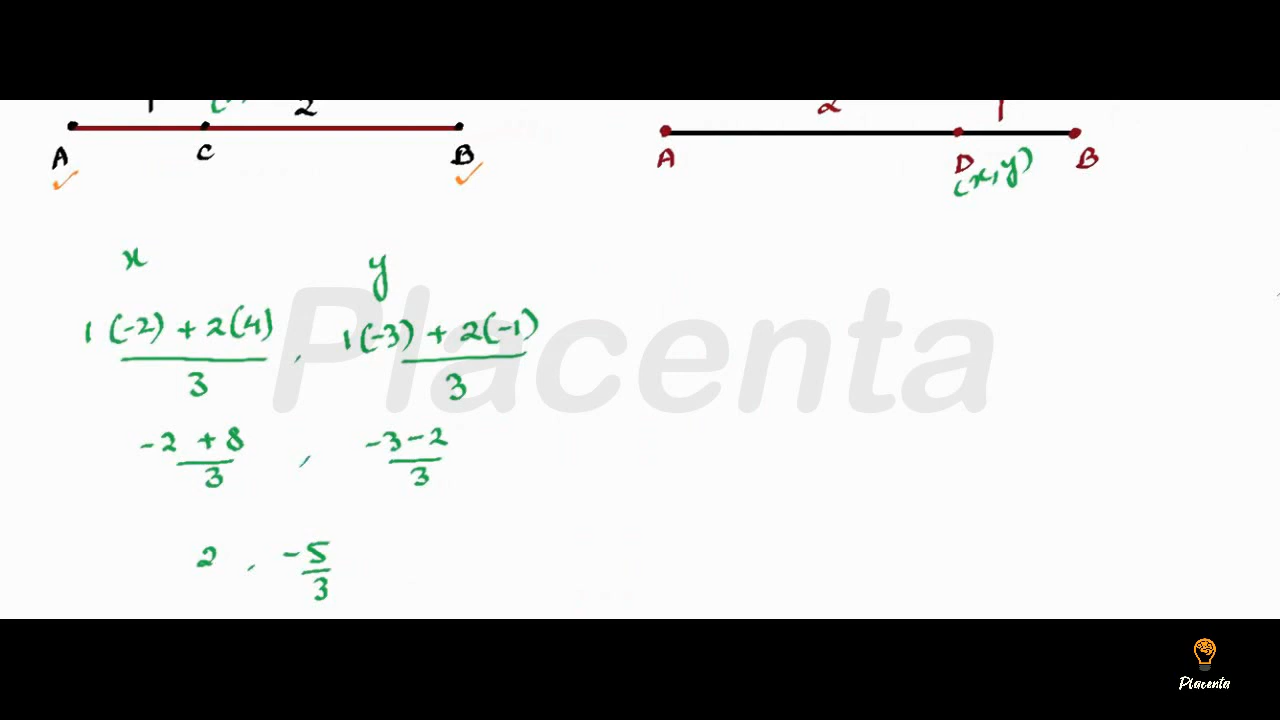 1 2 2 1
A C B A D B
(x, y)
x y
1(-2) + 2(4) , 1(-3) + 2(-1)
3 3
-2 + 8 , -3 - 2
3 3
2 , -5
3
Placenta
Placenta